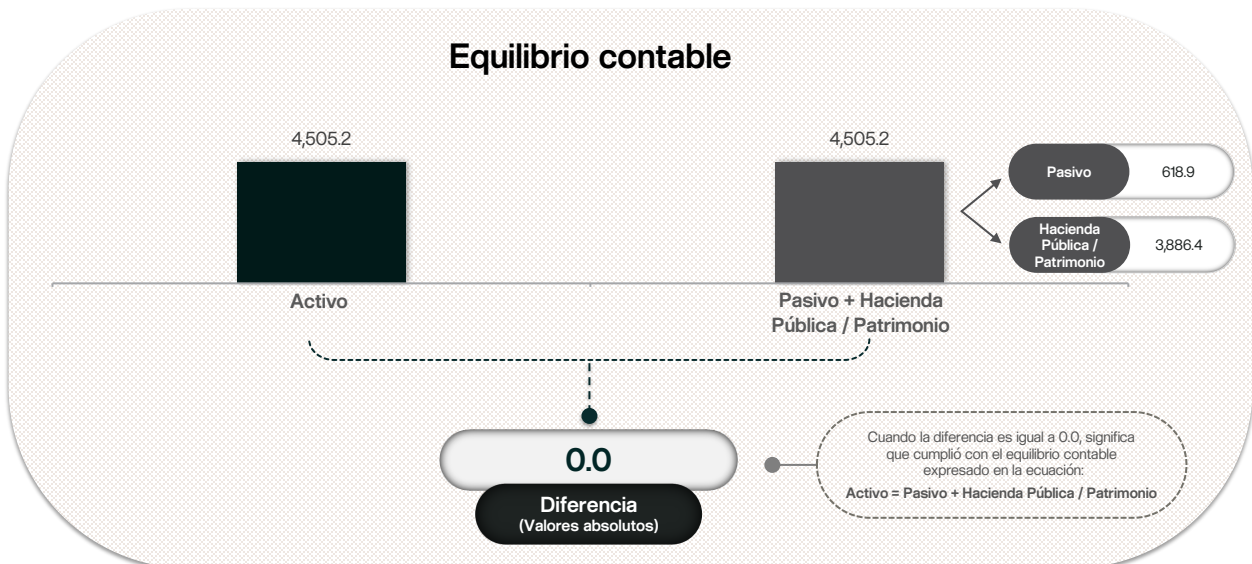 Equilibrio contable
4,505.2
4,505.2
Pasivo
618.9
Hacienda
Pública /
Patrimonio
3,886.4
Activo
Pasivo + Hacienda
Pública / Patrimonio
0.0
Diferencia
(Valores absolutos)
Cuando la diferencia es igual a 0.0, significa
que cumplió con el equilibrio contable
expresado en la ecuación:
Activo = Pasivo + Hacienda Pública / Patrimonio